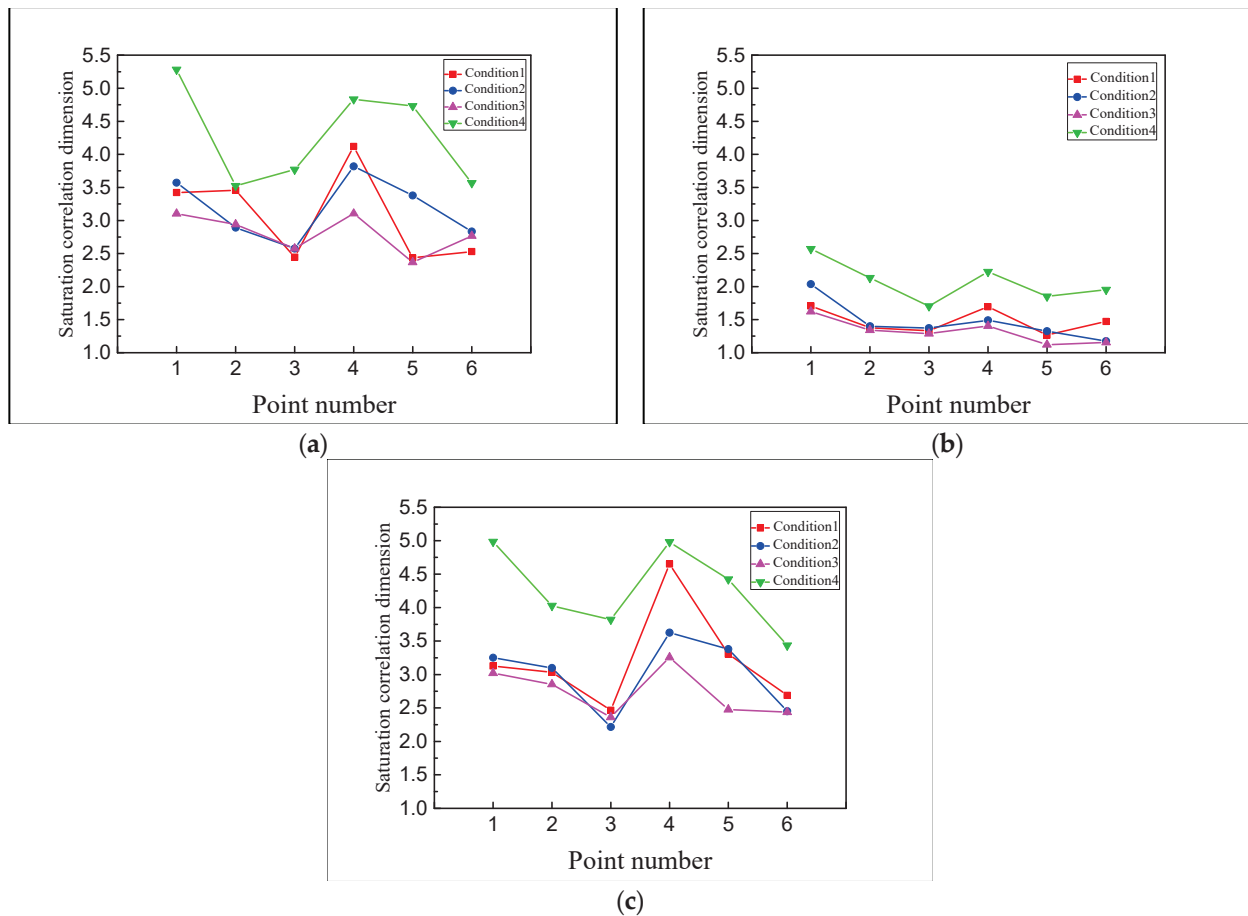 5.5
5.0
4.5
4.0
3.5
3.0
2.5
2.0
1.5
1.0
Saturation correlation dimension
Condition1
Condition2
Condition3
Condition4
1 2 3 4 5 6
Point number
(a)
5.5
5.0
4.5
4.0
3.5
3.0
2.5
2.0
1.5
1.0
Saturation correlation dimension
Condition1
Condition2
Condition3
Condition4
1 2 3 4 5 6
Point number
(b)
5.5
5.0
4.5
4.0
3.5
3.0
2.5
2.0
1.5
1.0
Saturation correlation dimension
Condition1
Condition2
Condition3
Condition4
1 2 3 4 5 6
Point number
(c)